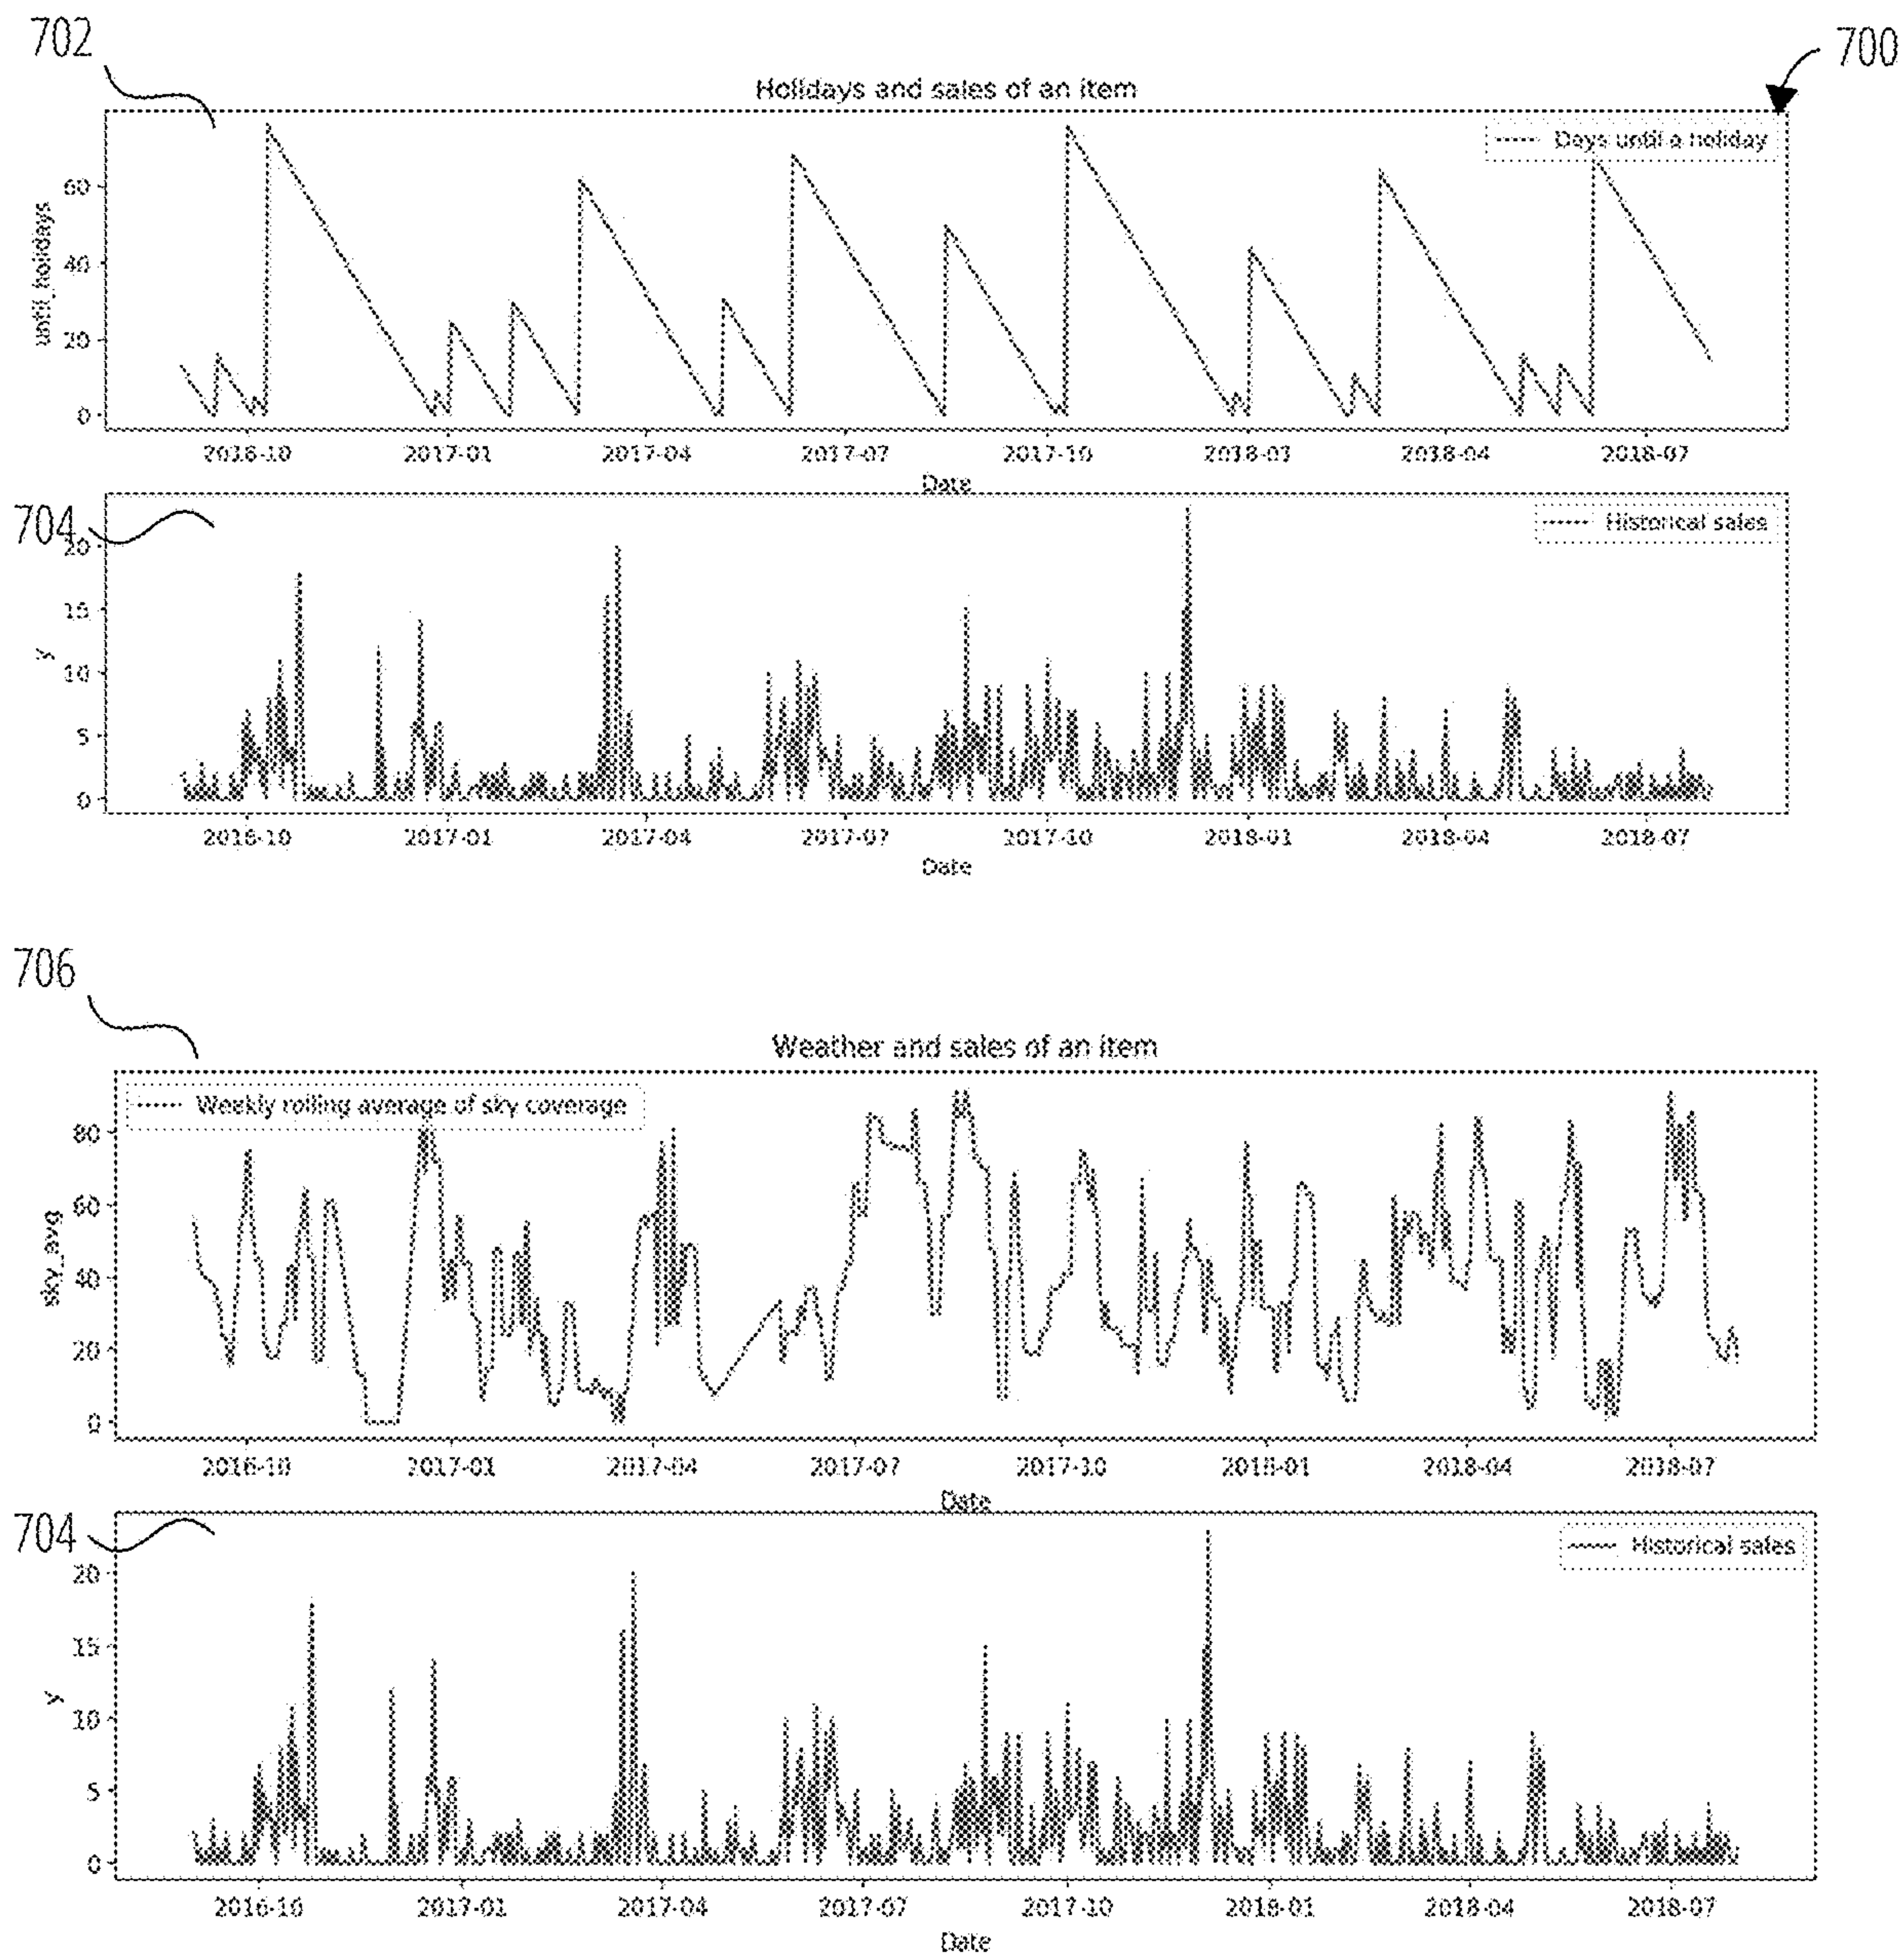 702
700
Holidays and sales of an item
Days until a holiday
until_holidays
60
40
20
0
2016-10 2017-01 2017-04 2017-07 2017-10 2018-01 2018-04 2018-07
Date
704
Historical sales
y
20
15
10
5
0
2016-10 2017-01 2017-04 2017-07 2017-10 2018-01 2018-04 2018-07
Date
706
Weather and sales of an item
Weekly rolling average of sky coverage
sky_avg
80
60
40
20
0
2016-10 2017-01 2017-04 2017-07 2017-10 2018-01 2018-04 2018-07
Date
704
Historical sales
y
20
15
10
5
0
2016-10 2017-01 2017-04 2017-07 2017-10 2018-01 2018-04 2018-07
Date